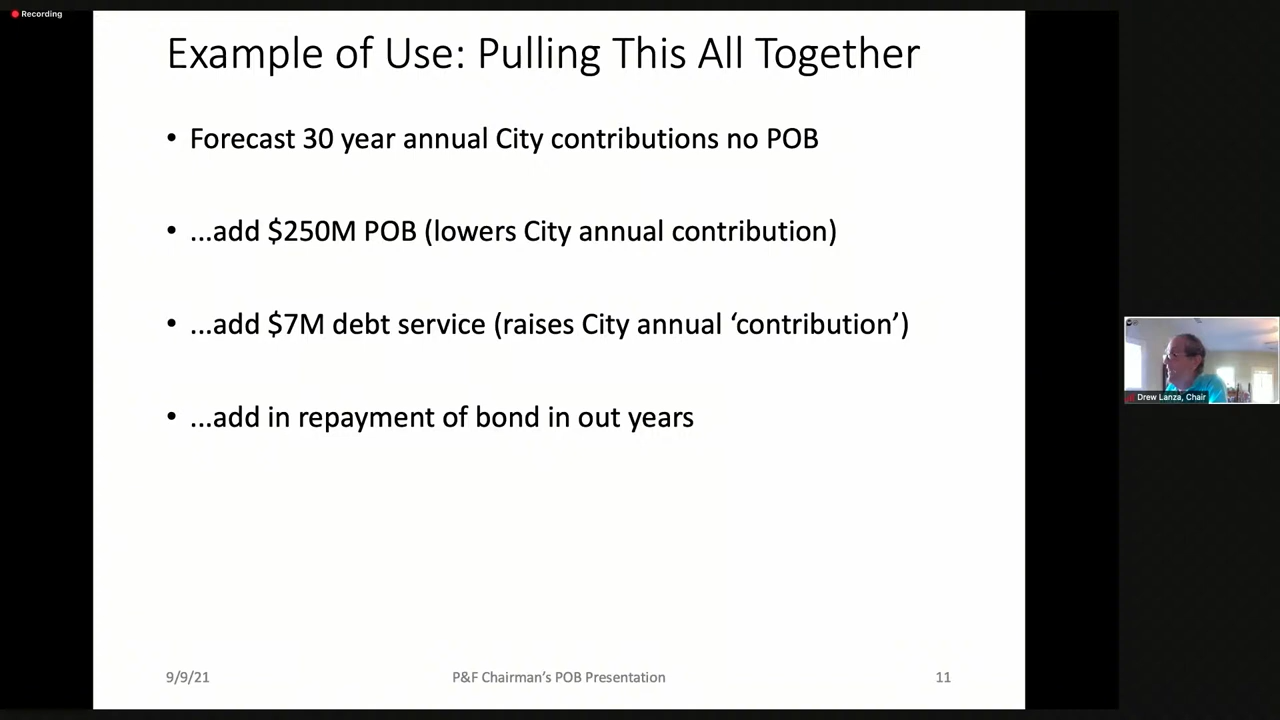 Recording
Example of Use: Pulling This All Together
• Forecast 30 year annual City contributions no POB
• ...add $250M POB (lowers City annual contribution)
• ...add $7M debt service (raises City annual ‘contribution’)
• ...add in repayment of bond in out years
Drew Lanza, Chair
9/9/21
P&F Chairman’s POB Presentation
11